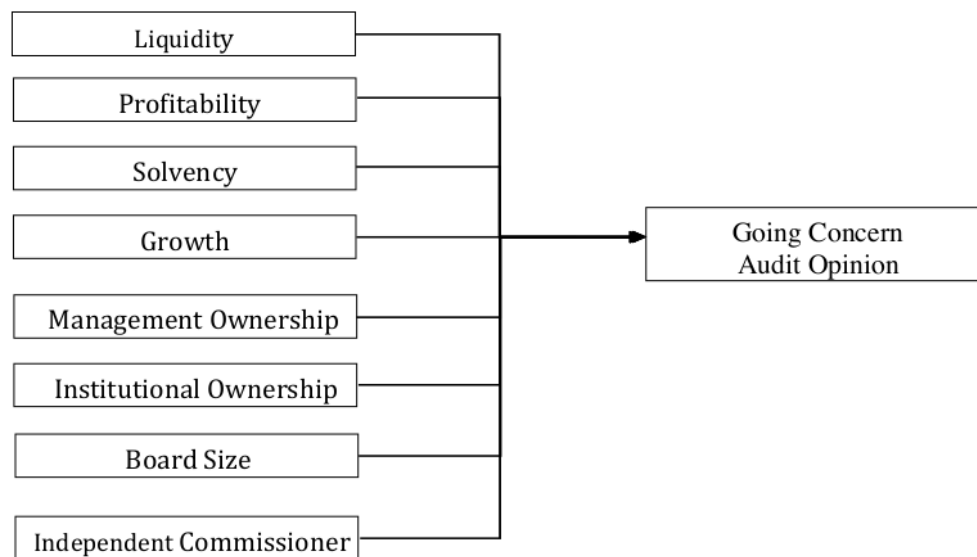 Liquidity
Profitability
Solvency
Growth
Management Ownership
Institutional Ownership
Board Size
Independent Commissioner
Going Concern
Audit Opinion